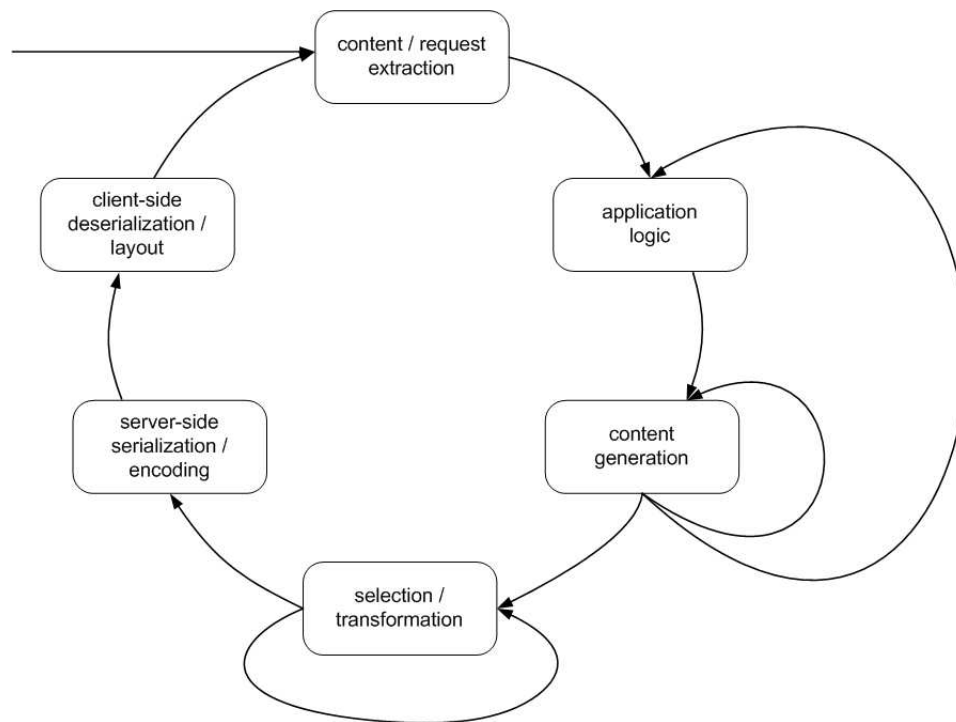 content / request
extraction
client-side
deserialization /
layout
application
logic
server-side
serialization /
encoding
content
generation
selection /
transformation